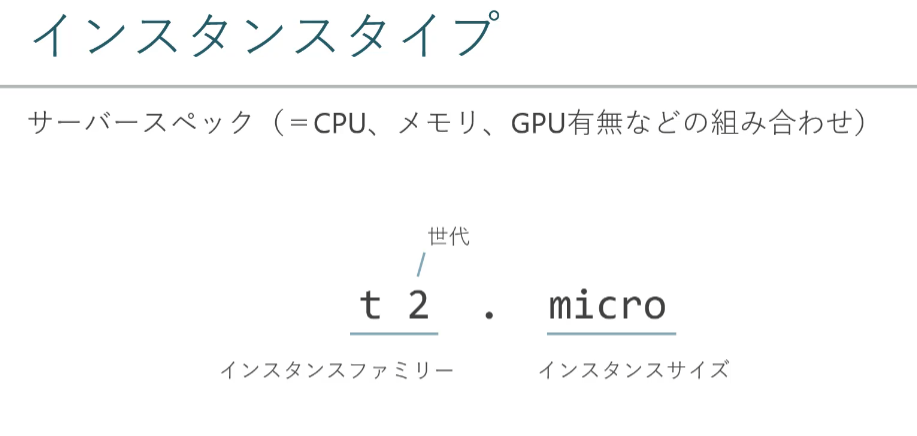 インスタンスタイプ
サーバースペック（＝CPU、メモリ、GPU有無などの組み合わせ）
世代
t 2 . micro
インスタンスファミリー インスタンスサイズ